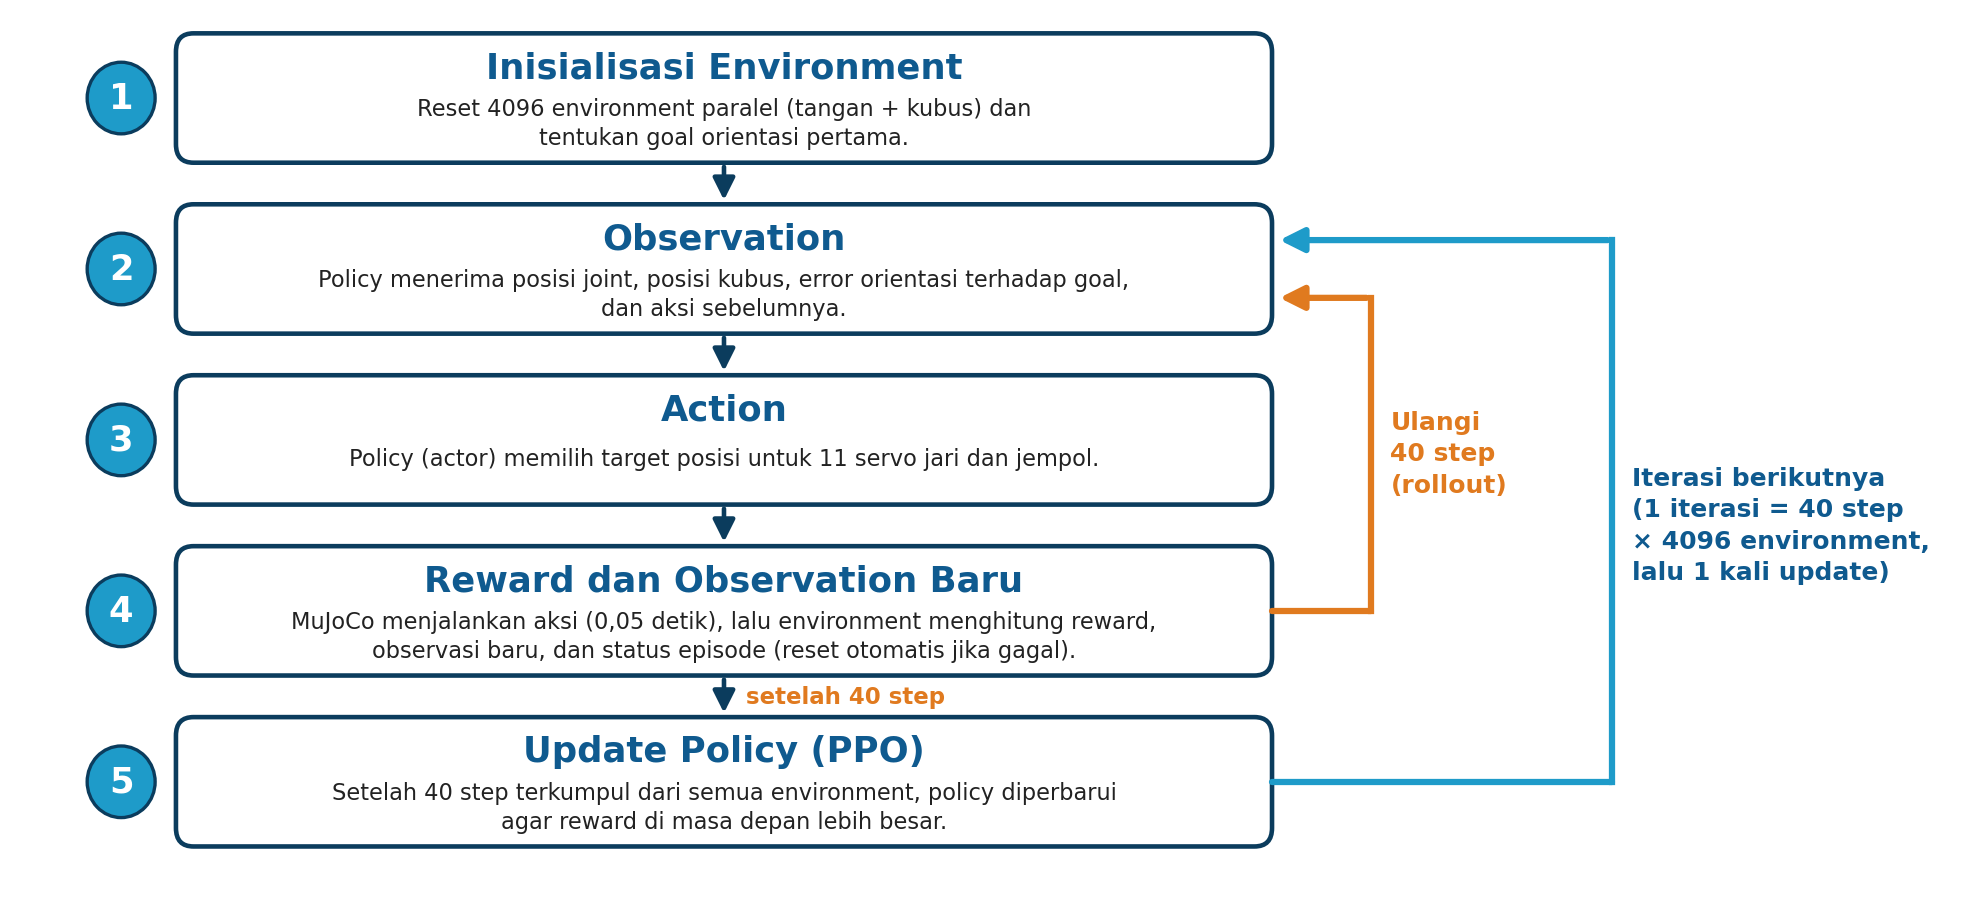 1
Inisialisasi Environment
Reset 4096 environment paralel (tangan + kubus) dan
tentukan goal orientasi pertama.
2
Observation
Policy menerima posisi joint, posisi kubus, error orientasi terhadap goal,
dan aksi sebelumnya.
3
Action
Policy (actor) memilih target posisi untuk 11 servo jari dan jempol.
4
Reward dan Observation Baru
MuJoCo menjalankan aksi (0,05 detik), lalu environment menghitung reward,
observasi baru, dan status episode (reset otomatis jika gagal).
setelah 40 step
5
Update Policy (PPO)
Setelah 40 step terkumpul dari semua environment, policy diperbarui
agar reward di masa depan lebih besar.
Ulangi
40 step
(rollout)
Iterasi berikutnya
(1 iterasi = 40 step
× 4096 environment,
lalu 1 kali update)